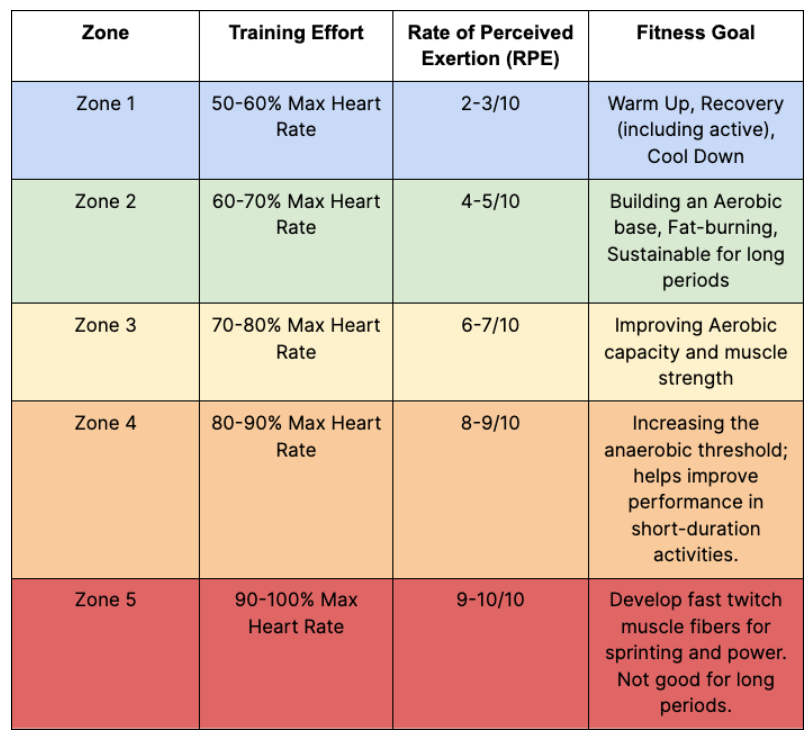 Zone Training Effort Rate of Perceived Exertion (RPE) Fitness Goal
Zone 1 50-60% Max Heart Rate 2-3/10 Warm Up, Recovery (including active), Cool Down
Zone 2 60-70% Max Heart Rate 4-5/10 Building an Aerobic base, Fat-burning, Sustainable for long periods
Zone 3 70-80% Max Heart Rate 6-7/10 Improving Aerobic capacity and muscle strength
Zone 4 80-90% Max Heart Rate 8-9/10 Increasing the anaerobic threshold; helps improve performance in short-duration activities.
Zone 5 90-100% Max Heart Rate 9-10/10 Develop fast twitch muscle fibers for sprinting and power. Not good for long periods.